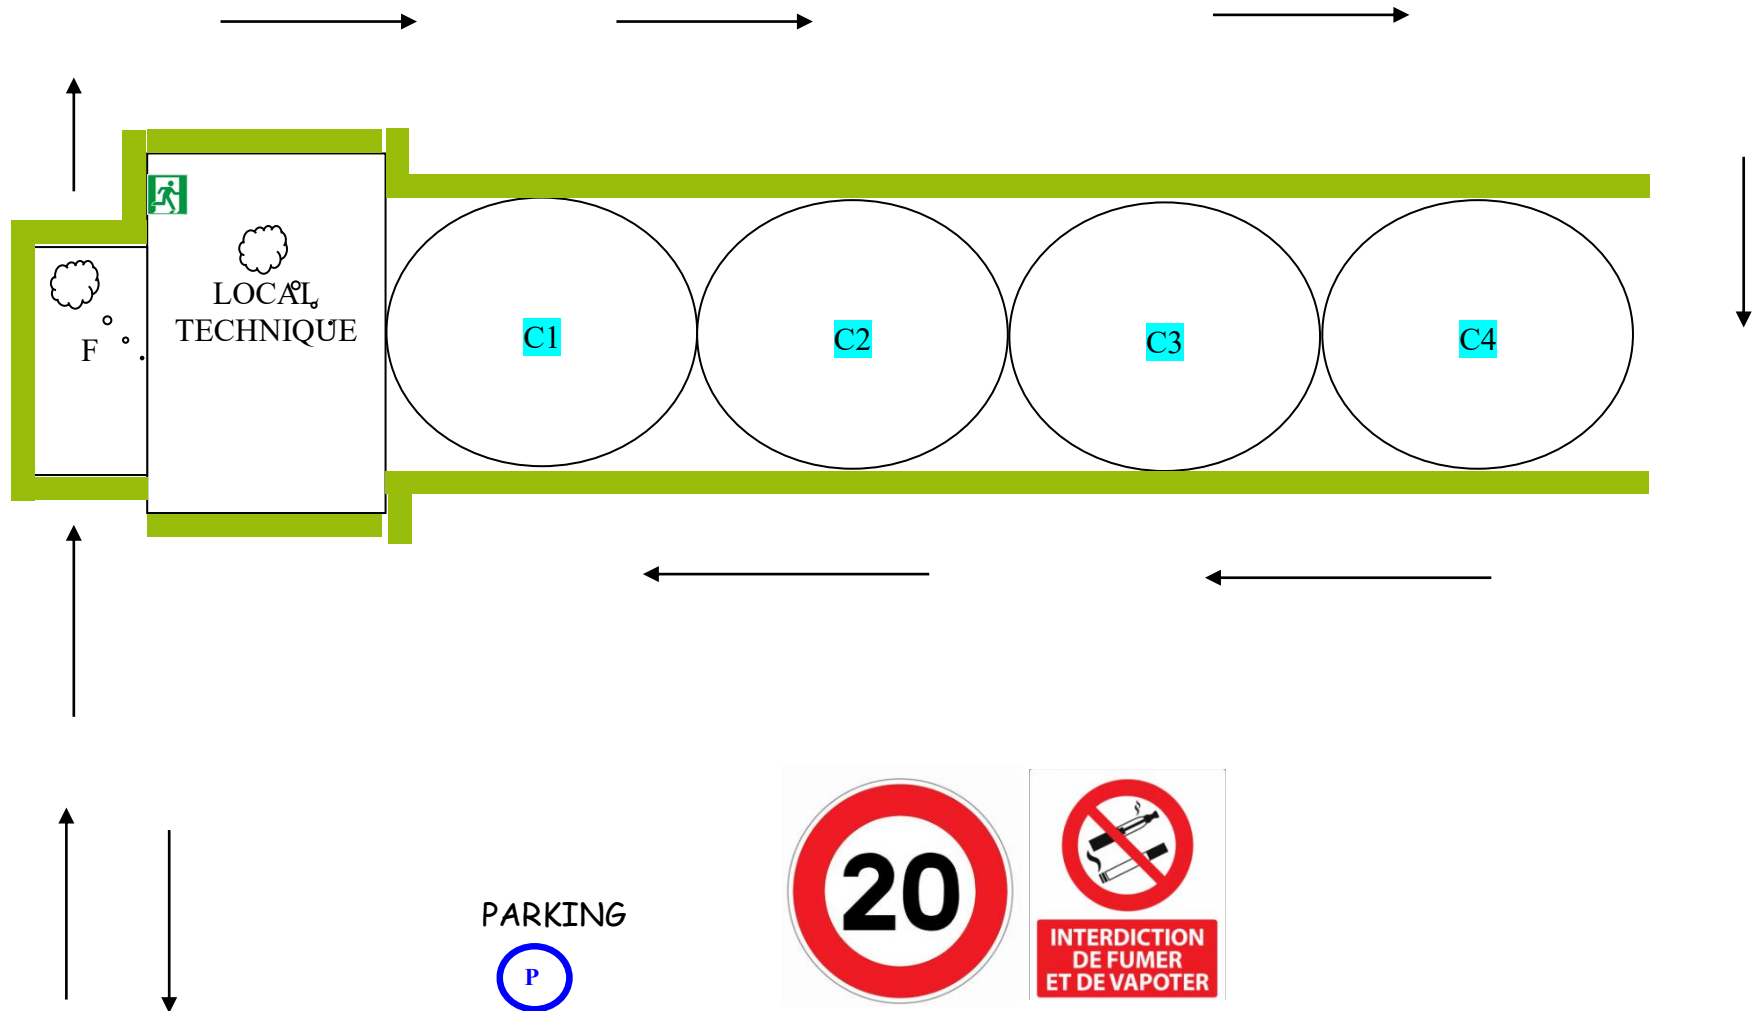 LOCAL
TECHNIQUE
F
C1
C2
C3
C4
PARKING
P
20
INTERDICTION
DE FUMER
ET DE VAPOTER